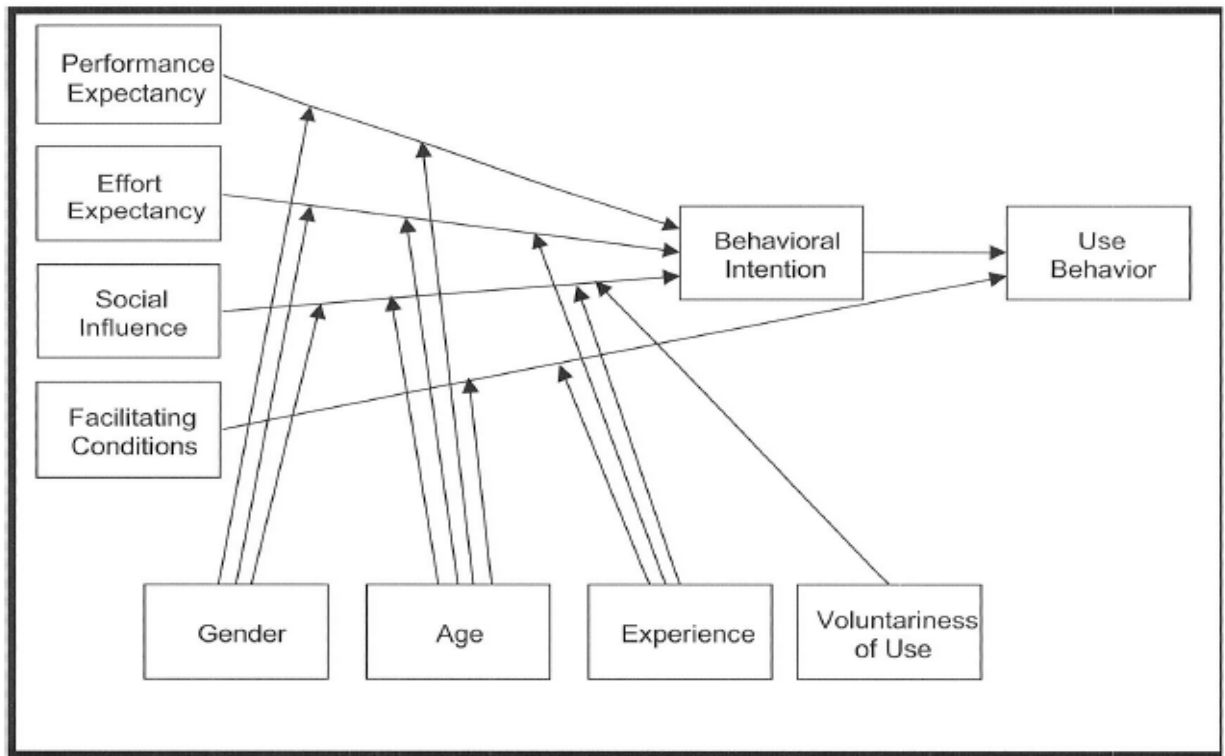 Performance
Expectancy
Effort
Expectancy
Social
Influence
Facilitating
Conditions
Behavioral
Intention
Use
Behavior
Gender
Age
Experience
Voluntariness
of Use